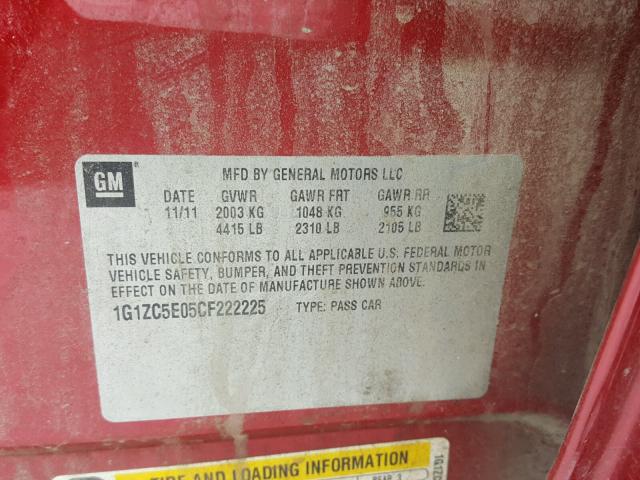 GM
MFD BY GENERAL MOTORS LLC
DATE GVWR GAWR FRT GAWR RR
11/11 2003 KG 1048 KG 955 KG
4415 LB 2310 LB 2105 LB
THIS VEHICLE CONFORMS TO ALL APPLICABLE U.S. FEDERAL MOTOR
VEHICLE SAFETY, BUMPER, AND THEFT PREVENTION STANDARDS IN
EFFECT ON THE DATE OF MANUFACTURE SHOWN ABOVE.
1G1ZC5E05CF222225 TYPE: PASS CAR
TIRE AND LOADING INFORMATION